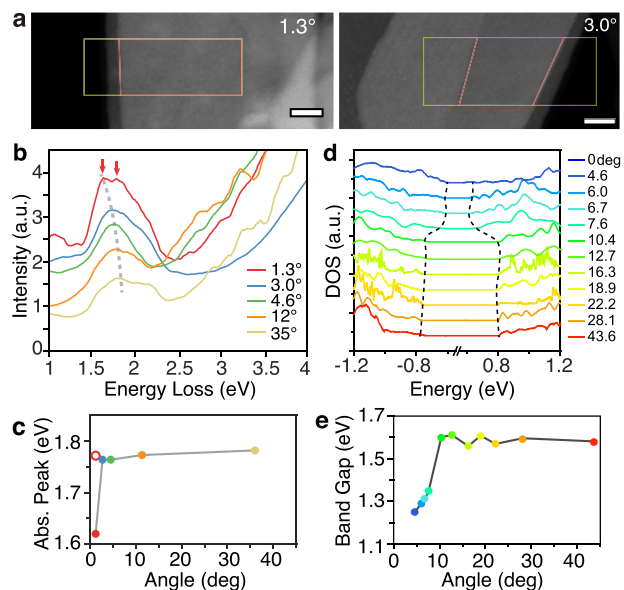 a
1.3°
3.0°
b
4
3
2
1
0
Intensity (a.u.)
1.3°
3.0°
4.6°
12°
35°
1 1.5 2 2.5 3 3.5 4
Energy Loss (eV)
d
DOS (a.u.)
0deg
4.6
6.0
6.7
7.6
10.4
12.7
16.3
18.9
22.2
28.1
43.6
-1.2 -0.8 0.8 1.2
Energy (eV)
c
1.8
1.7
1.6
Abs. Peak (eV)
0 10 20 30 40
Angle (deg)
e
1.7
1.5
1.3
1.1
Band Gap (eV)
0 10 20 30 40
Angle (deg)